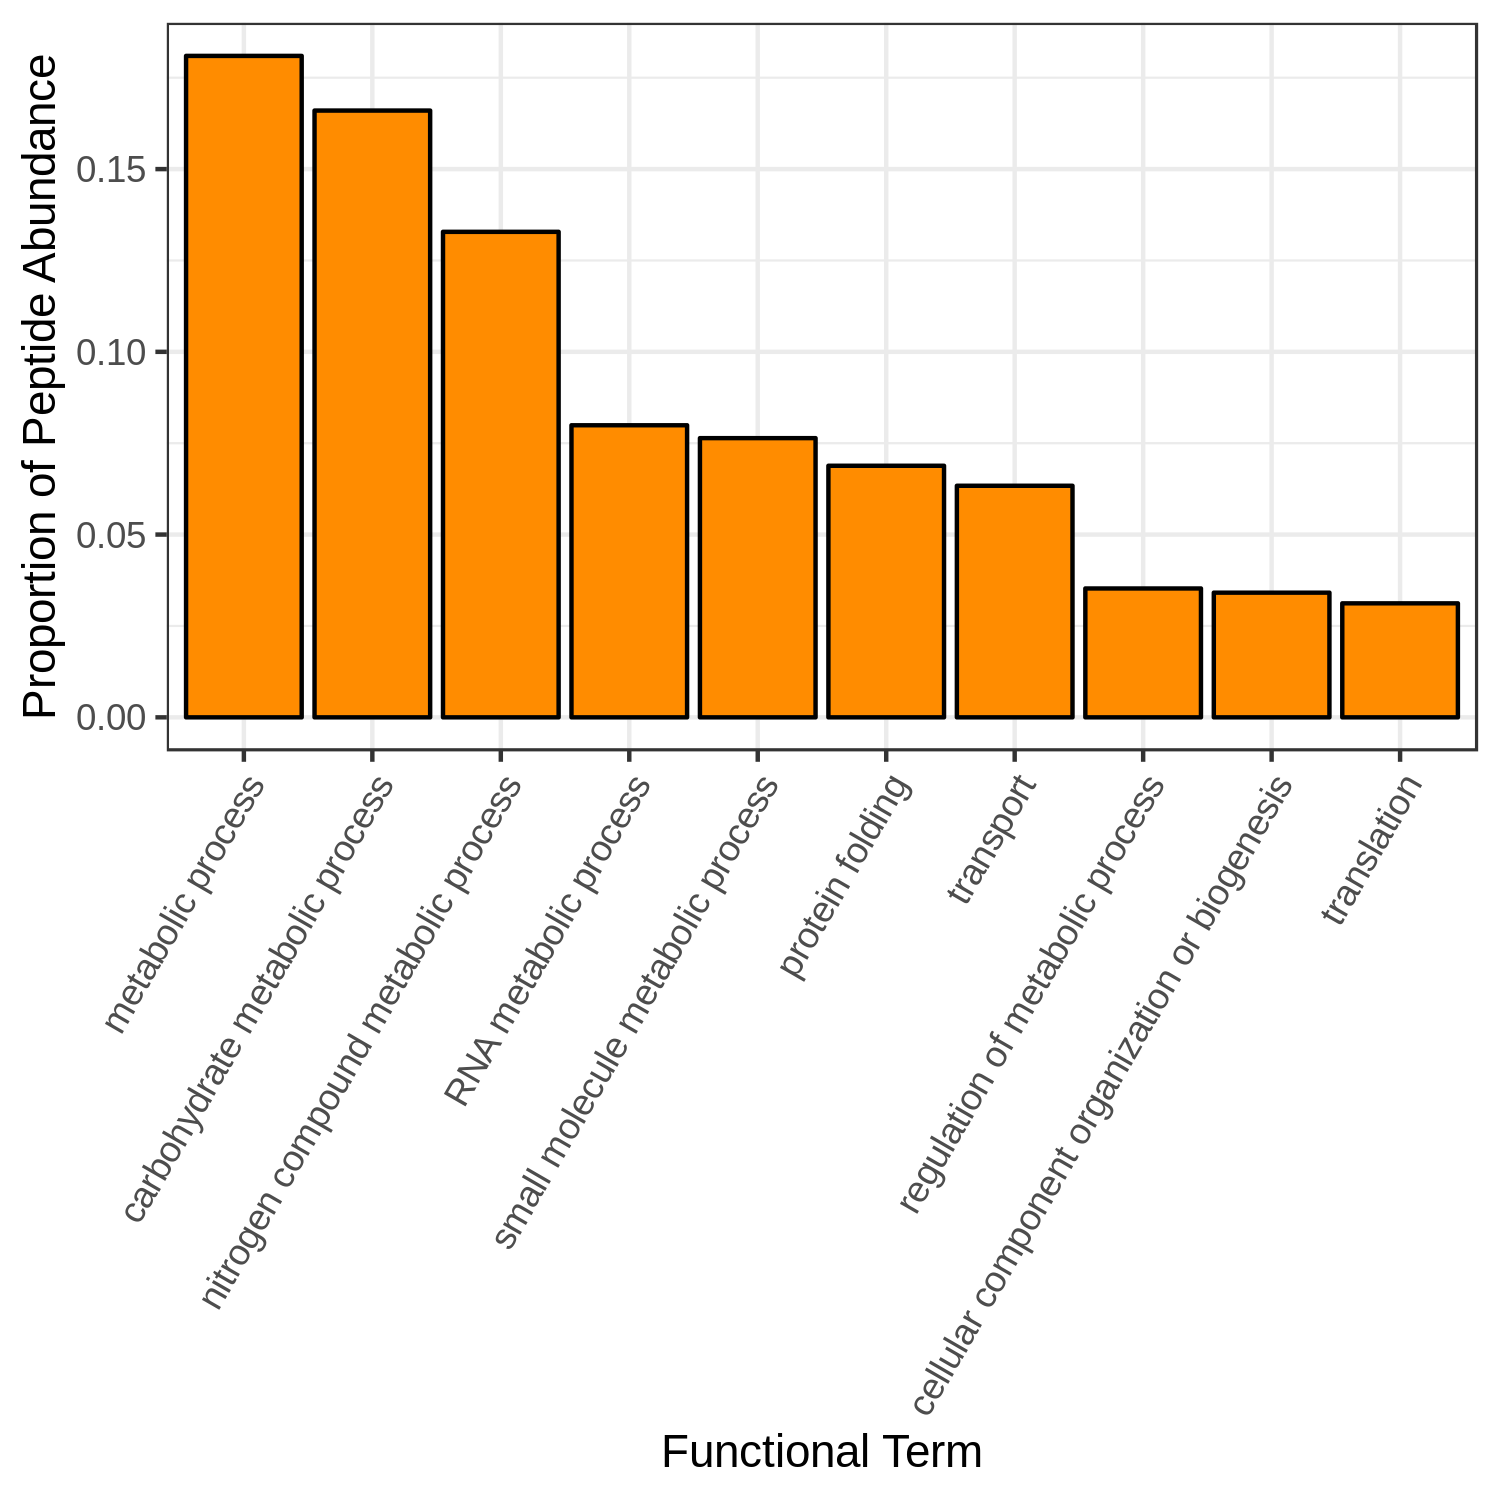 Proportion of Peptide Abundance
0.15
0.10
0.05
0.00
metabolic process
carbohydrate metabolic process
nitrogen compound metabolic process
RNA metabolic process
small molecule metabolic process
protein folding
transport
regulation of metabolic process
cellular component organization or biogenesis
translation
Functional Term